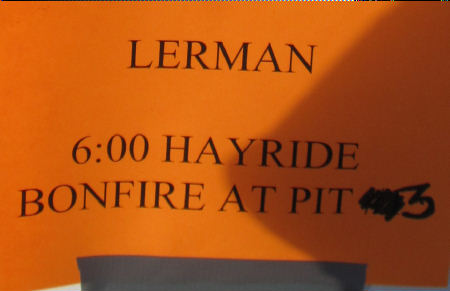 LERMAN
6:00 HAYRIDE
BONFIRE AT PIT 3